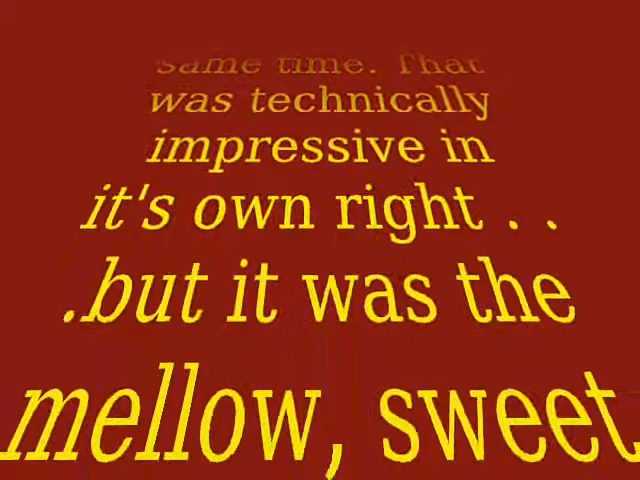 same time. That
was technically
impressive in
it's own right . .
.but it was the
mellow, sweet